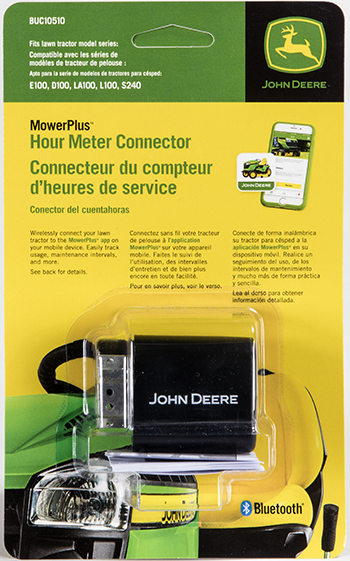 BUC10510
Fits lawn tractor model series:
Compatible avec les séries de
modèles de tracteur de pelouse :
Apto para la serie de modelos de tractores para césped:
E100, D100, LA100, L100, S240
JOHN DEERE
MowerPlus™
Hour Meter Connector
Connecteur du compteur
d'heures de service
Conector del cuentahoras
JOHN DEERE
Wirelessly connect your lawn
tractor to the MowerPlus® app on
your mobile device. Easily track
usage, maintenance intervals,
and more.
See back for details.
Connectez sans fil votre tracteur
de pelouse à l'application
MowerPlus® sur votre appareil
mobile. Faites le suivi de
l'utilisation, des intervalles
d'entretien et de bien plus
encore en toute facilité.
Pour en savoir plus, voir le verso.
Conecte de forma inalámbrica
su tractor para césped a la
aplicación MowerPlus® en su
dispositivo móvil. Realice un
seguimiento del uso, de los
intervalos de mantenimiento
y mucho más de forma práctica
y sencilla.
Lea al dorso para obtener
información detallada.
JOHN DEERE
Bluetooth®